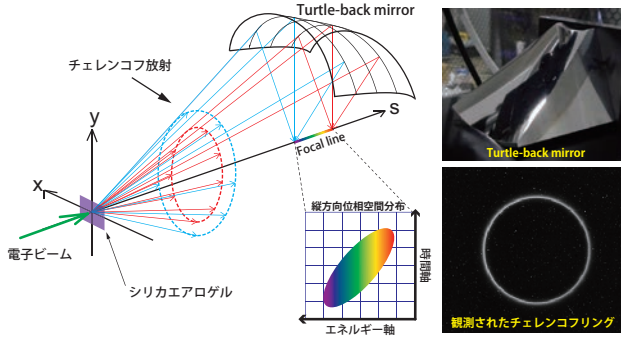 Turtle-back mirror
チェレンコフ放射
y
x
s
Focal line
電子ビーム
シリカエアロゲル
縦方向位相空間分布
時間軸
エネルギー軸
Turtle-back mirror
観測されたチェレンコフリング